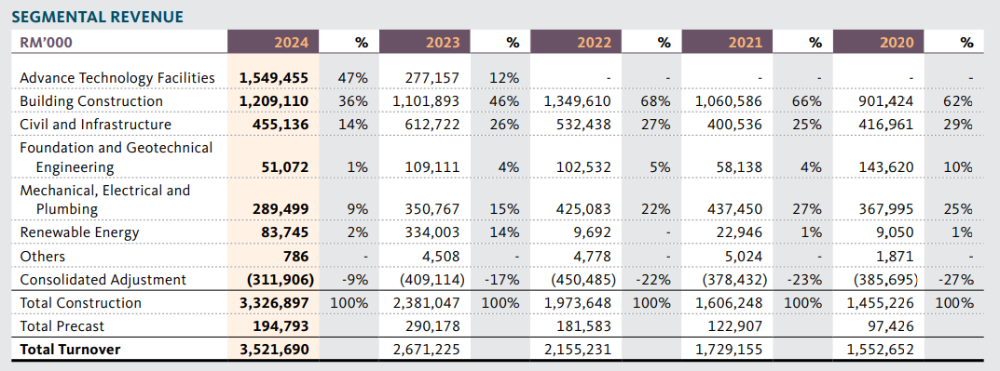 SEGMENTAL REVENUE
RM’000 2024 % 2023 % 2022 % 2021 % 2020 %
Advance Technology Facilities 1,549,455 47% 277,157 12% - - - - - -
Building Construction 1,209,110 36% 1,101,893 46% 1,349,610 68% 1,060,586 66% 901,424 62%
Civil and Infrastructure 455,136 14% 612,722 26% 532,438 27% 400,536 25% 416,961 29%
Foundation and Geotechnical
Engineering 51,072 1% 109,111 4% 102,532 5% 58,138 4% 143,620 10%
Mechanical, Electrical and
Plumbing 289,499 9% 350,767 15% 425,083 22% 437,450 27% 367,995 25%
Renewable Energy 83,745 2% 334,003 14% 9,692 - 22,946 1% 9,050 1%
Others 786 - 4,508 - 4,778 - 5,024 - 1,871 -
Consolidated Adjustment (311,906) -9% (409,114) -17% (450,485) -22% (378,432) -23% (385,695) -27%
Total Construction 3,326,897 100% 2,381,047 100% 1,973,648 100% 1,606,248 100% 1,455,226 100%
Total Precast 194,793 290,178 181,583 122,907 97,426
Total Turnover 3,521,690 2,671,225 2,155,231 1,729,155 1,552,652